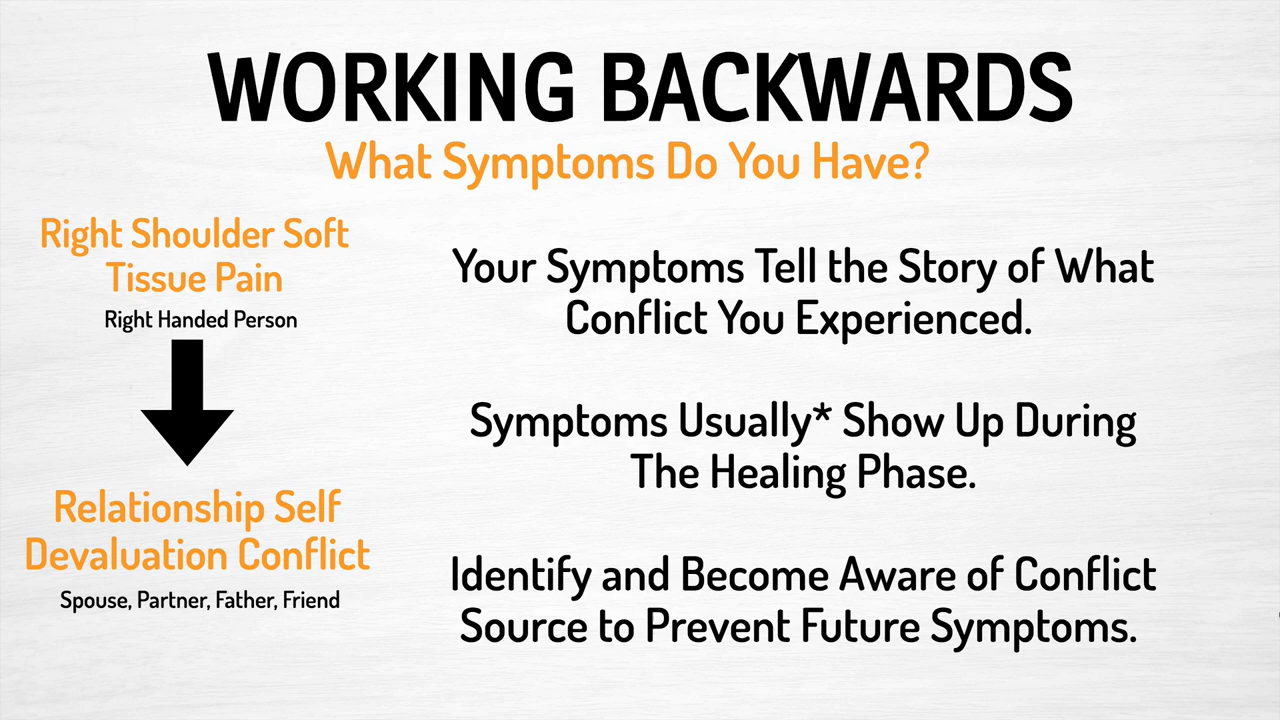 WORKING BACKWARDS
What Symptoms Do You Have?
Right Shoulder Soft
Tissue Pain
Right Handed Person
Relationship Self
Devaluation Conflict
Spouse, Partner, Father, Friend
Your Symptoms Tell the Story of What
Conflict You Experienced.
Symptoms Usually* Show Up During
The Healing Phase.
Identify and Become Aware of Conflict
Source to Prevent Future Symptoms.